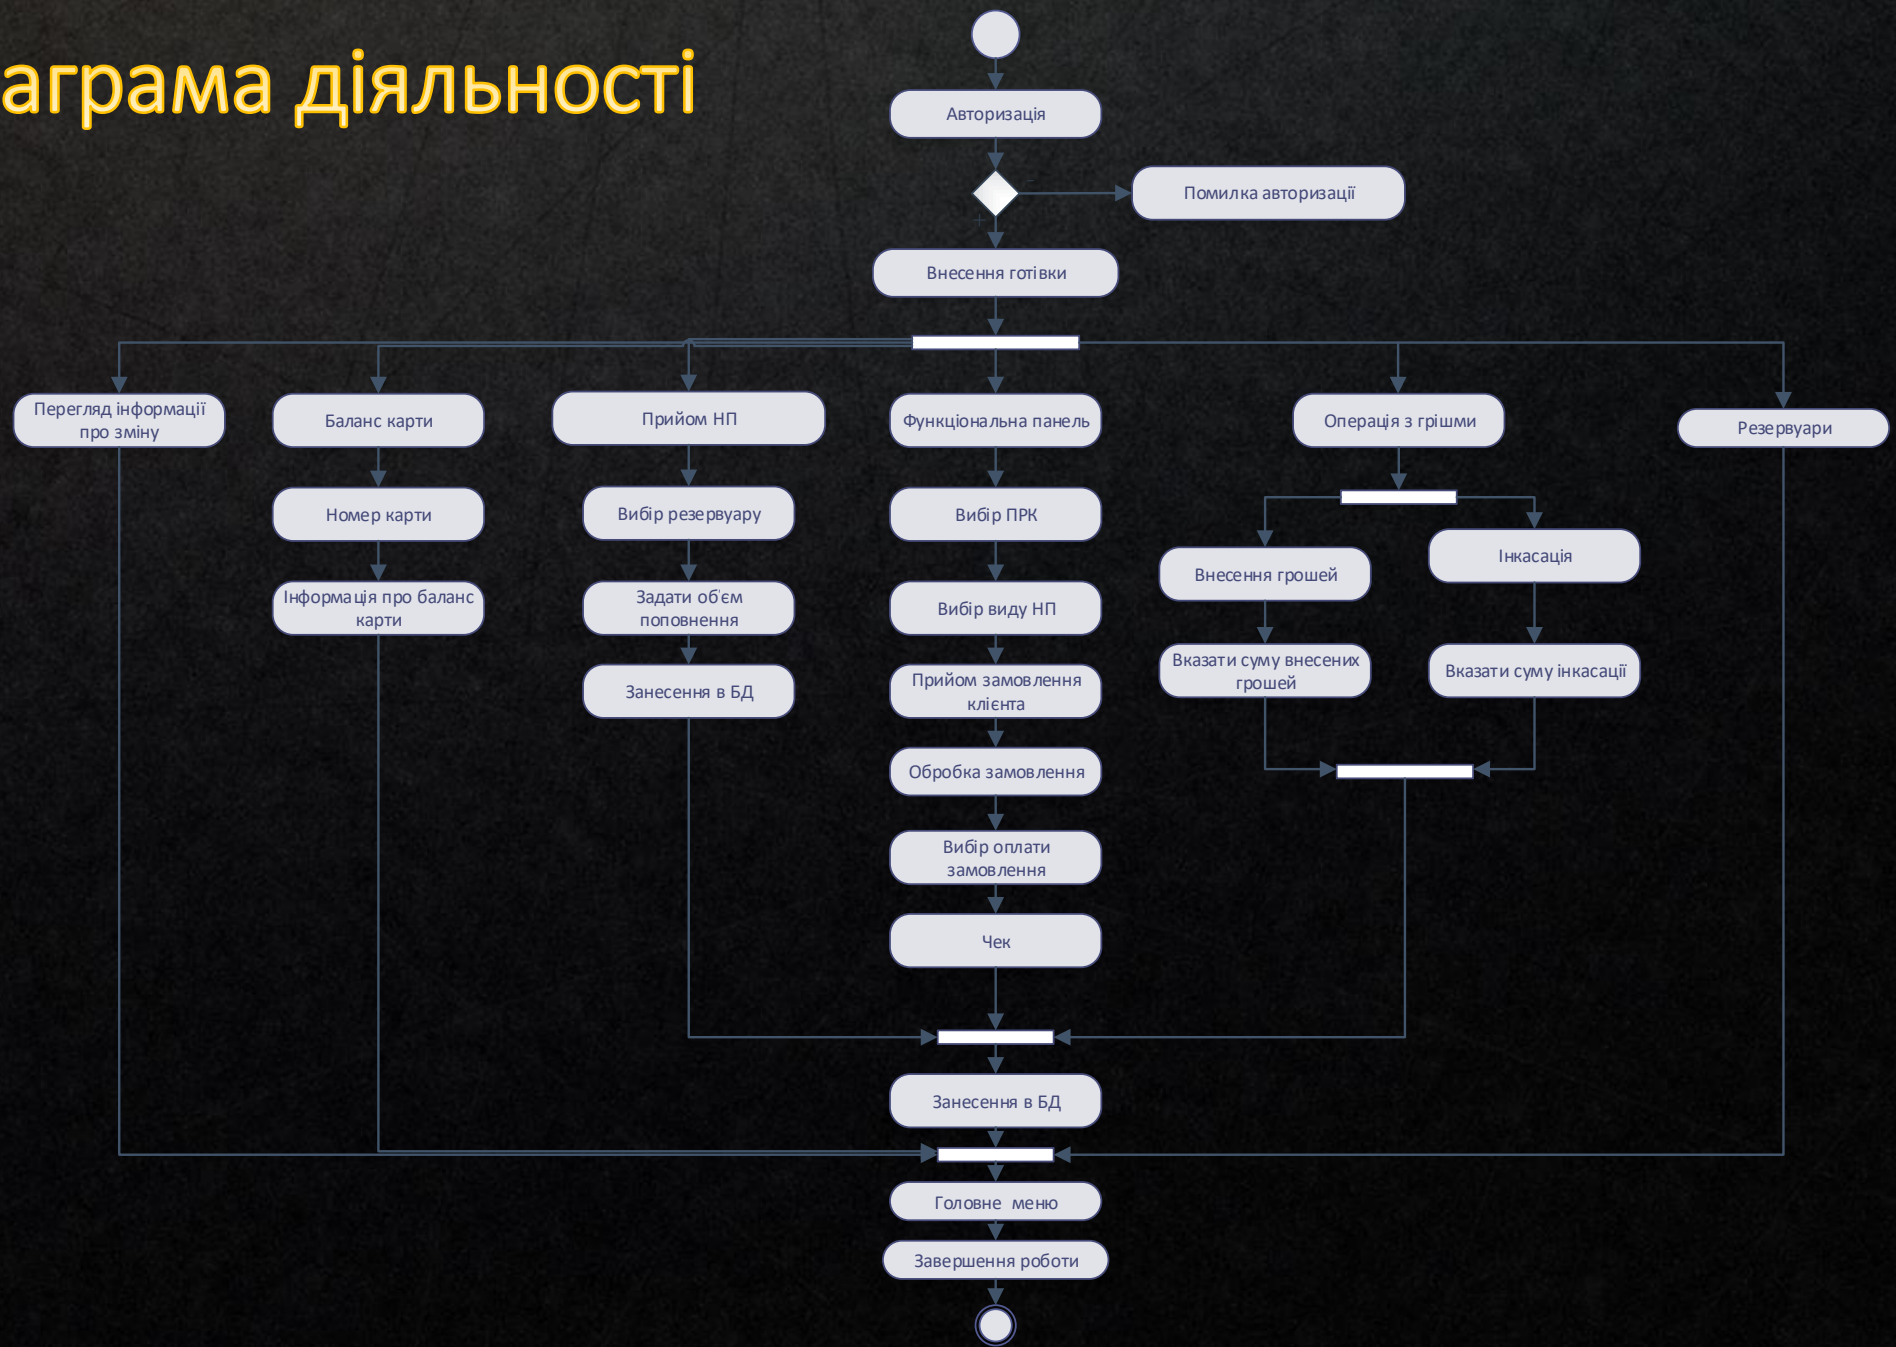 аграма діяльності
Авторизація
Помилка авторизації
+
Внесення готівки
Перегляд інформації
про зміну
Баланс карти
Номер карти
Інформація про баланс
карти
Прийом НП
Вибір резервуару
Задати об'єм
поповнення
Занесення в БД
Функціональна панель
Вибір ПРК
Вибір виду НП
Прийом замовлення
клієнта
Обробка замовлення
Вибір оплати
замовлення
Чек
Операція з грішми
Внесення грошей
Вказати суму внесених
грошей
Інкасація
Вказати суму інкасації
Резервуари
Занесення в БД
Головне меню
Завершення роботи